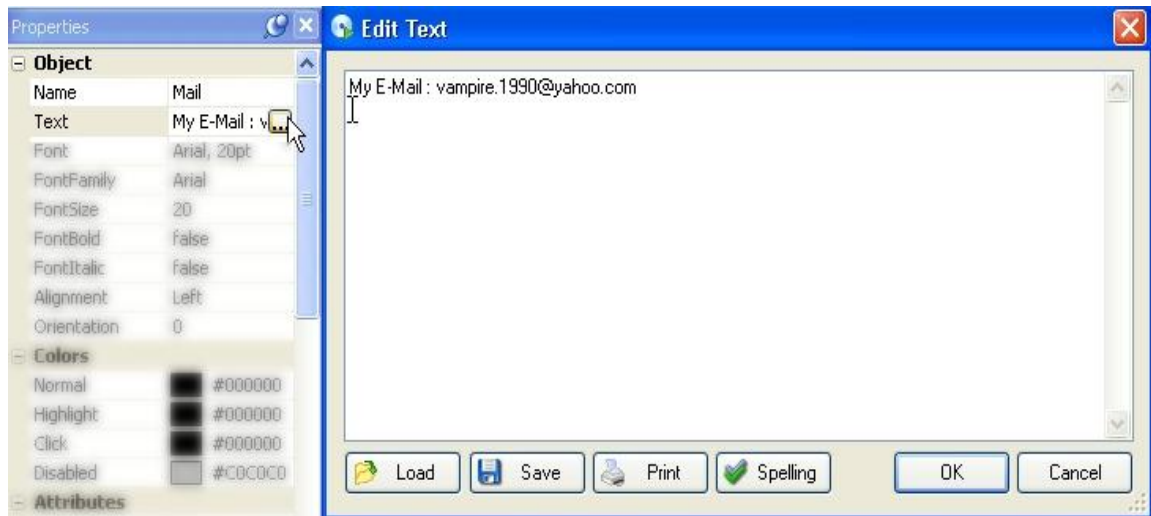 Properties
Object
Name Mail
Text My E-Mail : v...
Font Arial, 20pt
FontFamily Arial
FontSize 20
FontBold False
FontItalic False
Alignment Left
Orientation 0
Colors
Normal #000000
Highlight #000000
Click #000000
Disabled #C0C0C0
Attributes
Edit Text
My E-Mail : vampire.1990@yahoo.com
Load Save Print Spelling OK Cancel